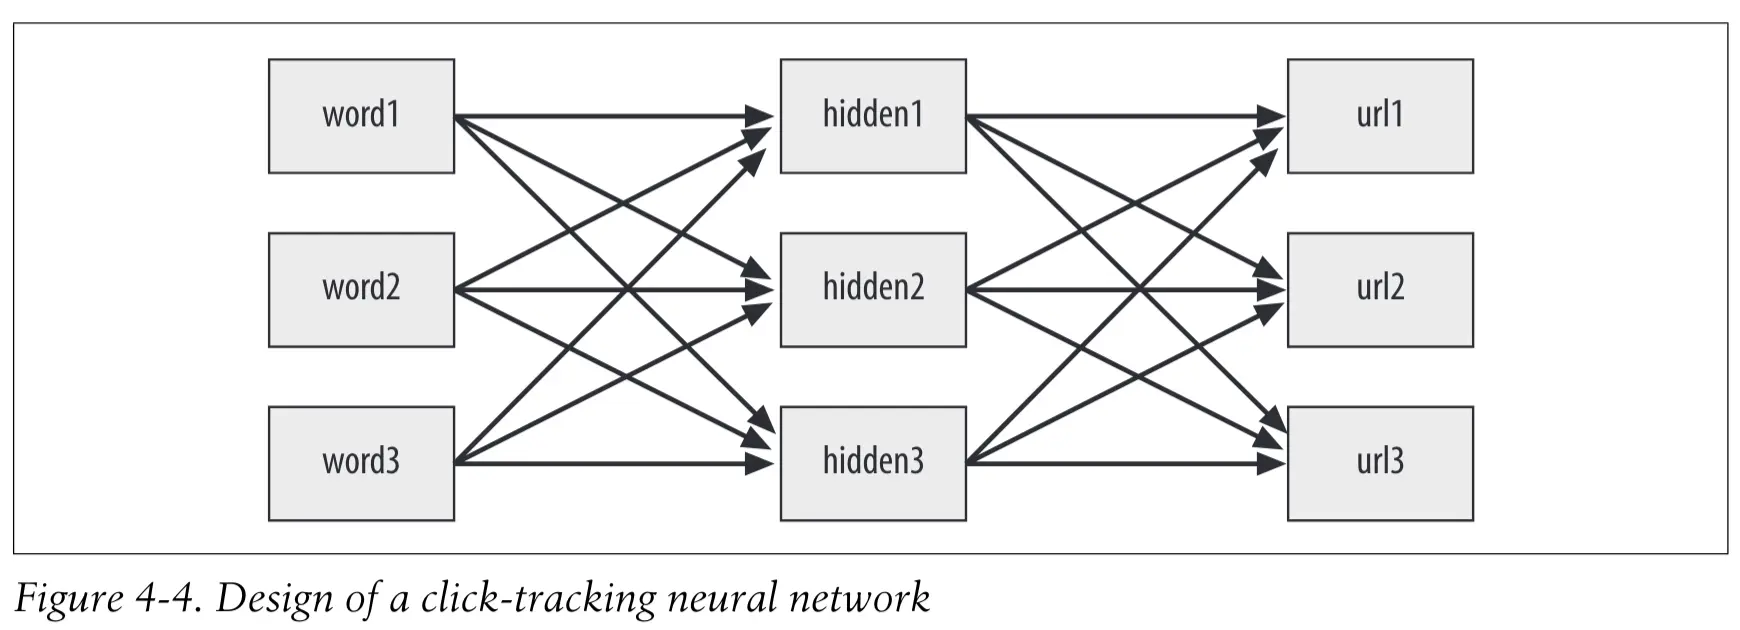 word1
hidden1
url1
word2
hidden2
url2
word3
hidden3
url3
Figure 4-4. Design of a click-tracking neural network